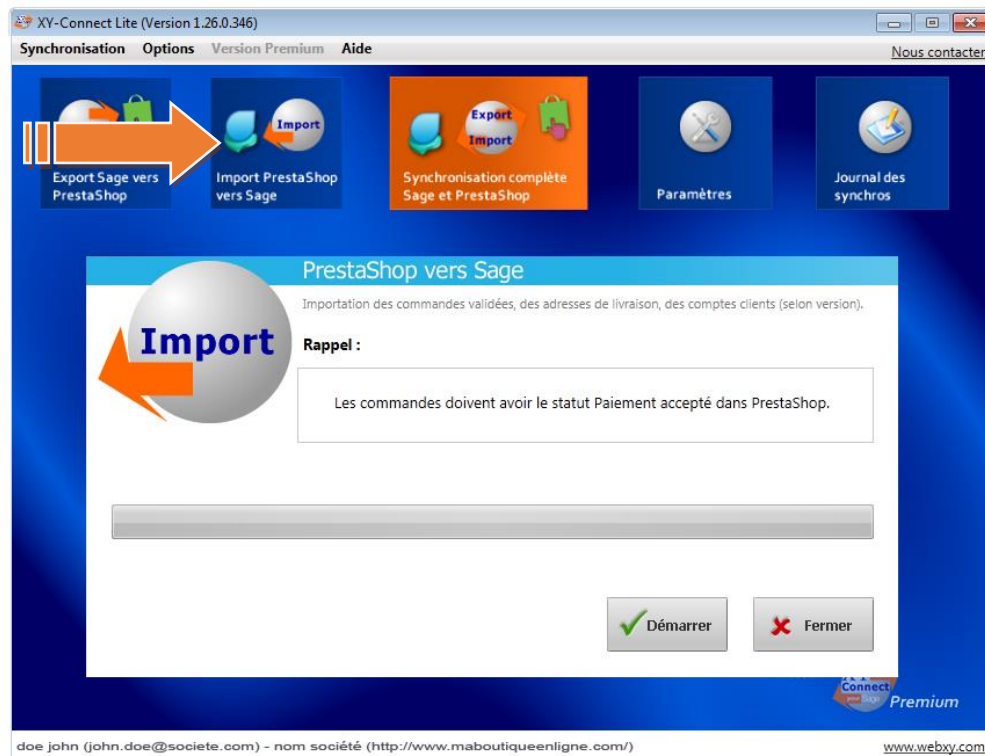 XY-Connect Lite (Version 1.26.0.346)
Synchronisation Options Version Premium Aide
Nous contacter
Export Sage vers
PrestaShop
Import
Import PrestaShop
vers Sage
Export
Import
Synchronisation complète
Sage et PrestaShop
Paramètres
Journal des
synchros
PrestaShop vers Sage
Importation des commandes validées, des adresses de livraison, des comptes clients (selon version).
Import
Rappel :
Les commandes doivent avoir le statut Paiement accepté dans PrestaShop.
Démarrer
Fermer
Connect
Premium
doe john (john.doe@societe.com) - nom société (http://www.maboutiqueenligne.com/)
www.webxy.com